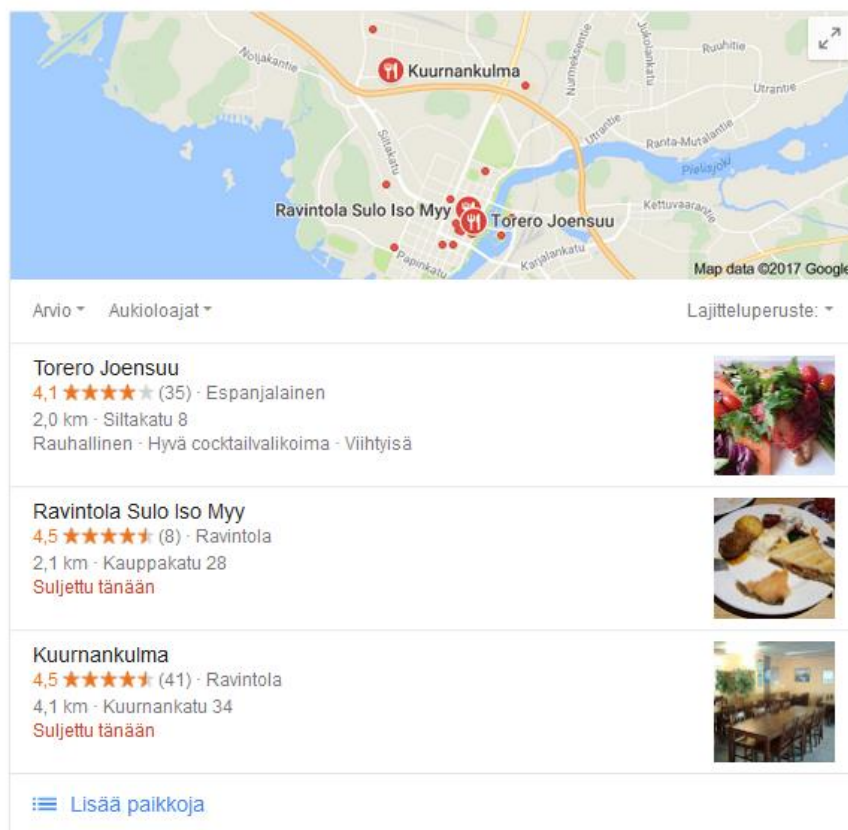 Noljakantie
Kuurnankulma
Nurmeksentie
Jukolankatu
Ruuhitie
Utrantie
Utrantie
Siltakatu
Ranta-Mutalantie
Pielisjoki
Ravintola Sulo Iso Myy
Torero Joensuu
Kettuvaarantie
Papinkatu
Karjalankatu
Map data ©2017 Google
Arvio Aukioloajat Lajitteluperuste:
Torero Joensuu
4,1 ★★★★★ (35) · Espanjalainen
2,0 km · Siltakatu 8
Rauhallinen · Hyvä cocktailvalikoima · Viihtyisä
Ravintola Sulo Iso Myy
4,5 ★★★★★ (8) · Ravintola
2,1 km · Kauppakatu 28
Suljettu tänään
Kuurnankulma
4,5 ★★★★★ (41) · Ravintola
4,1 km · Kuurnankatu 34
Suljettu tänään
Lisää paikkoja